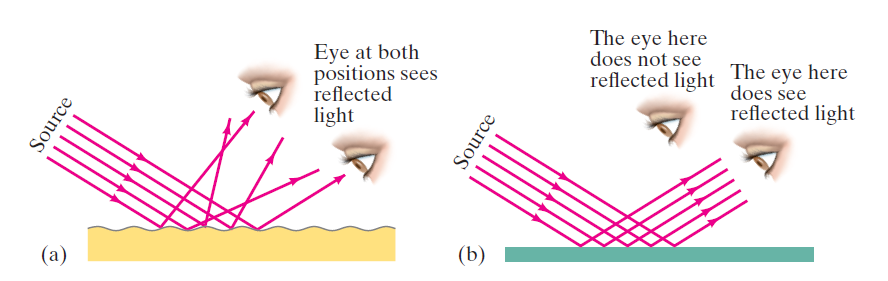 Source
Eye at both
positions sees
reflected
light
(a)
Source
The eye here
does not see
reflected light
The eye here
does see
reflected light
(b)